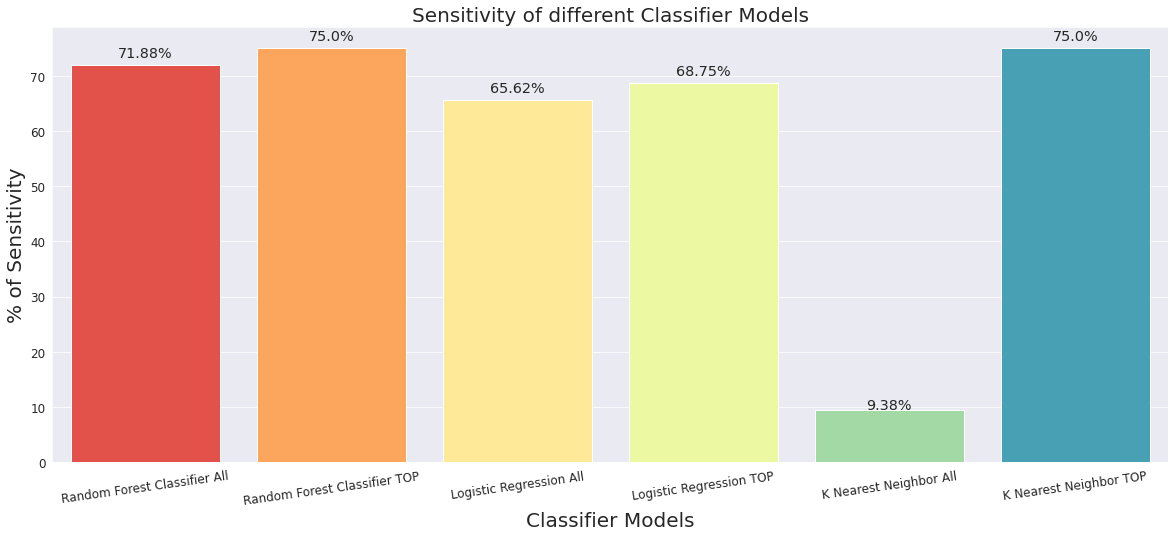 Sensitivity of different Classifier Models
71.88%
75.0%
65.62%
68.75%
9.38%
75.0%
% of Sensitivity
70
60
50
40
30
20
10
0
Random Forest Classifier All
Random Forest Classifier TOP
Logistic Regression All
Logistic Regression TOP
K Nearest Neighbor All
K Nearest Neighbor TOP
Classifier Models